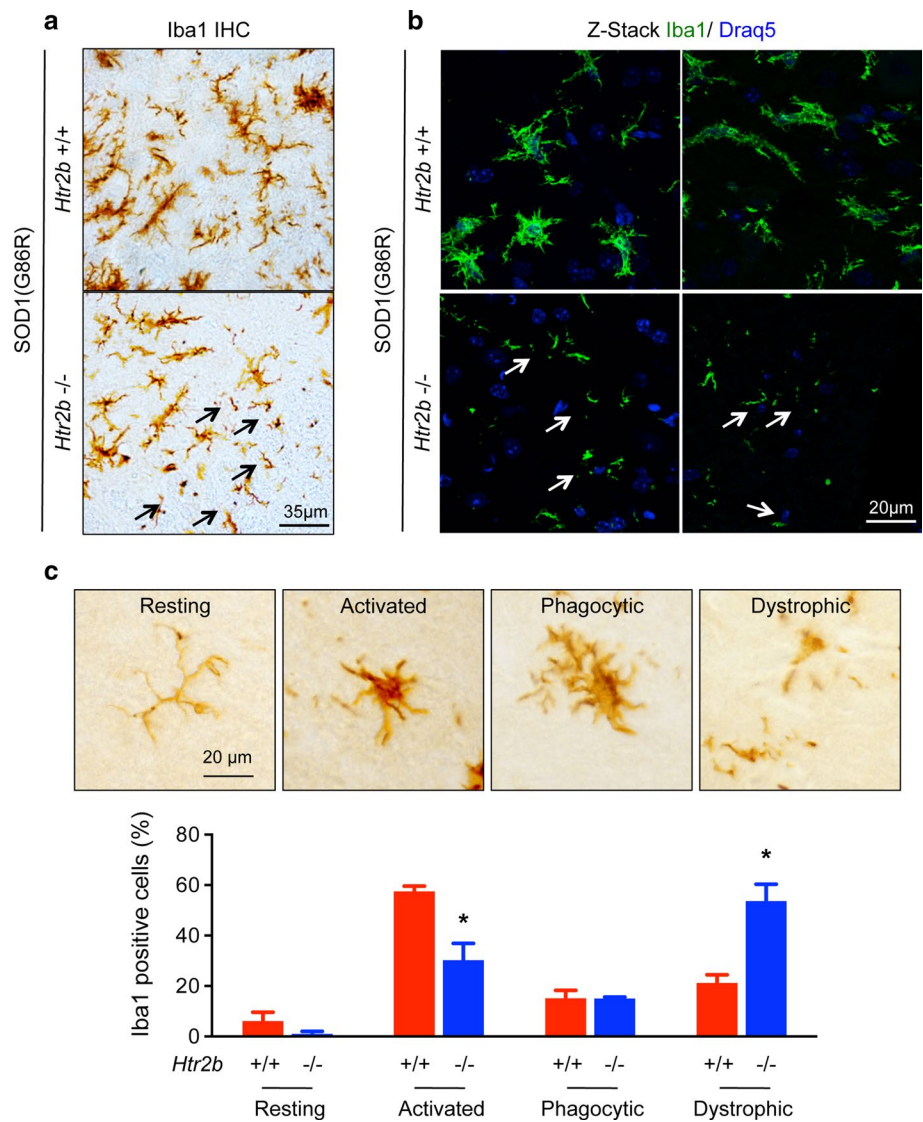 a
Iba1 IHC
SOD1(G86R)
Htr2b +/+
Htr2b -/-
35µm
b
Z-Stack Iba1/ Draq5
SOD1(G86R)
Htr2b +/+
Htr2b -/-
20µm
c
Resting
Activated
Phagocytic
Dystrophic
20 µm
Iba1 positive cells (%)
80
60
40
20
0
*
*
Htr2b +/+ -/- +/+ -/- +/+ -/- +/+ -/-
Resting Activated Phagocytic Dystrophic